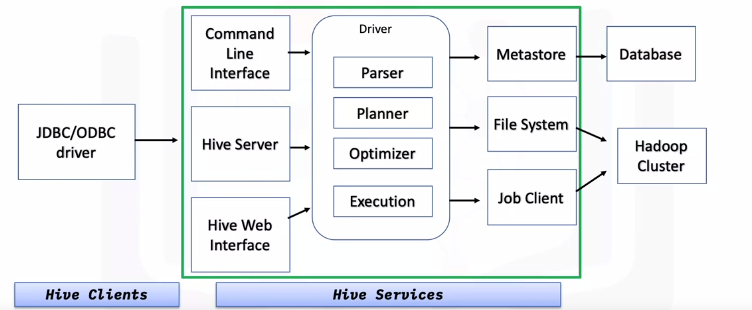 Command
Line
Interface
Driver
Parser
Planner
Optimizer
Execution
Metastore
Database
JDBC/ODBC
driver
Hive Server
File System
Hadoop
Cluster
Hive Web
Interface
Job Client
Hive Clients
Hive Services